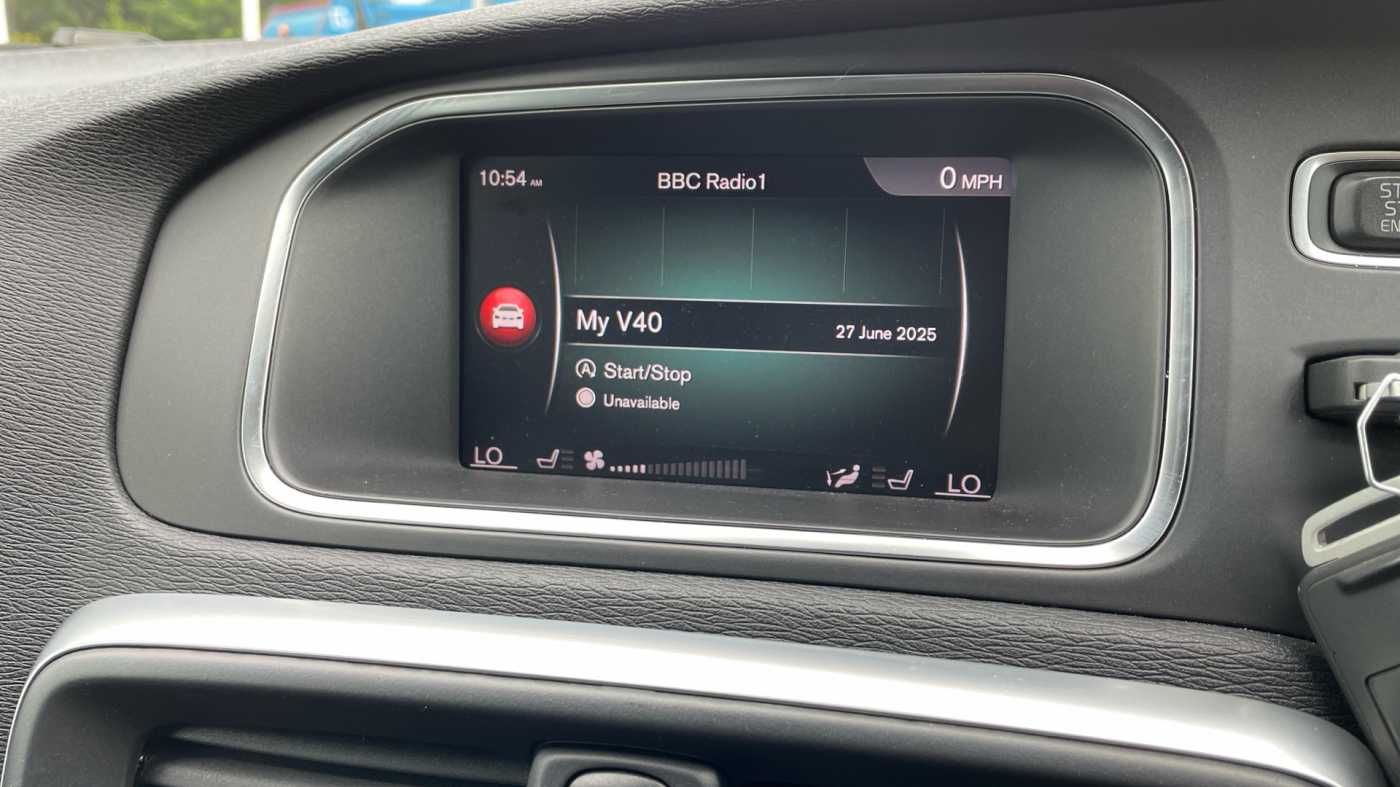 10:54 AM
BBC Radio1
0 MPH
My V40
27 June 2025
A Start/Stop
Unavailable
LO
LO